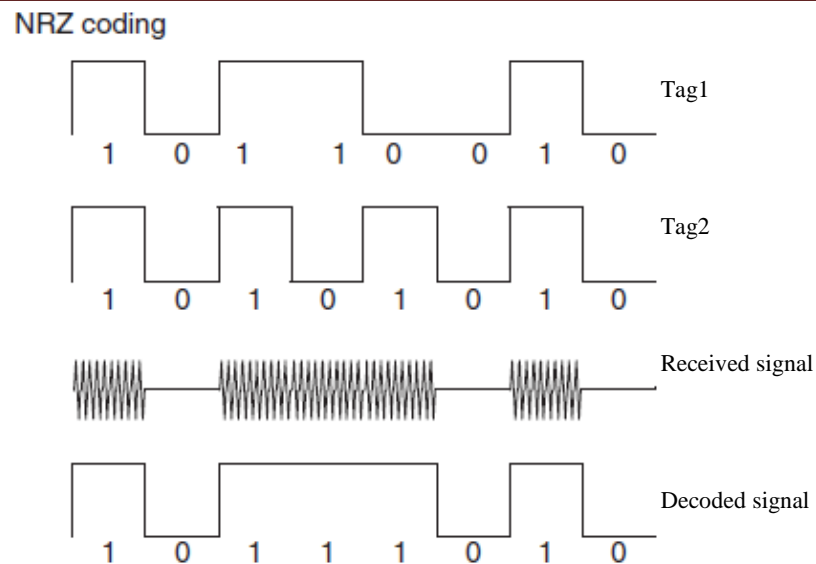 NRZ coding
Tag1
1 0 1 1 0 0 1 0
Tag2
1 0 1 0 1 0 1 0
Received signal
Decoded signal
1 0 1 1 1 0 1 0